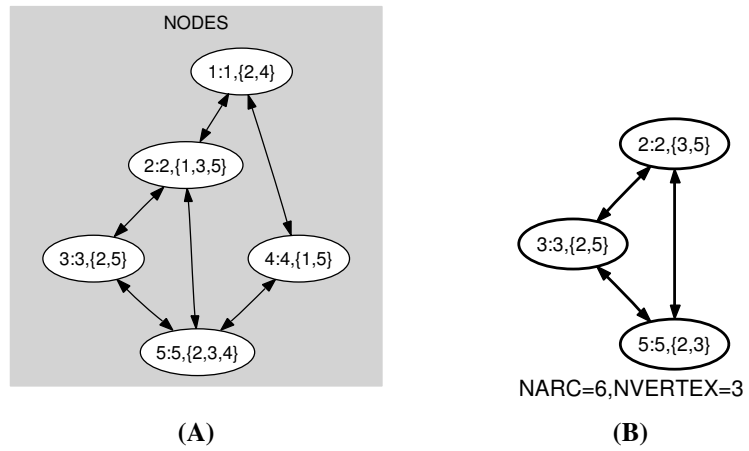 NODES
1:1,{2,4}
2:2,{1,3,5}
3:3,{2,5}
4:4,{1,5}
5:5,{2,3,4}
(A)
2:2,{3,5}
3:3,{2,5}
5:5,{2,3}
NARC=6,NVERTEX=3
(B)